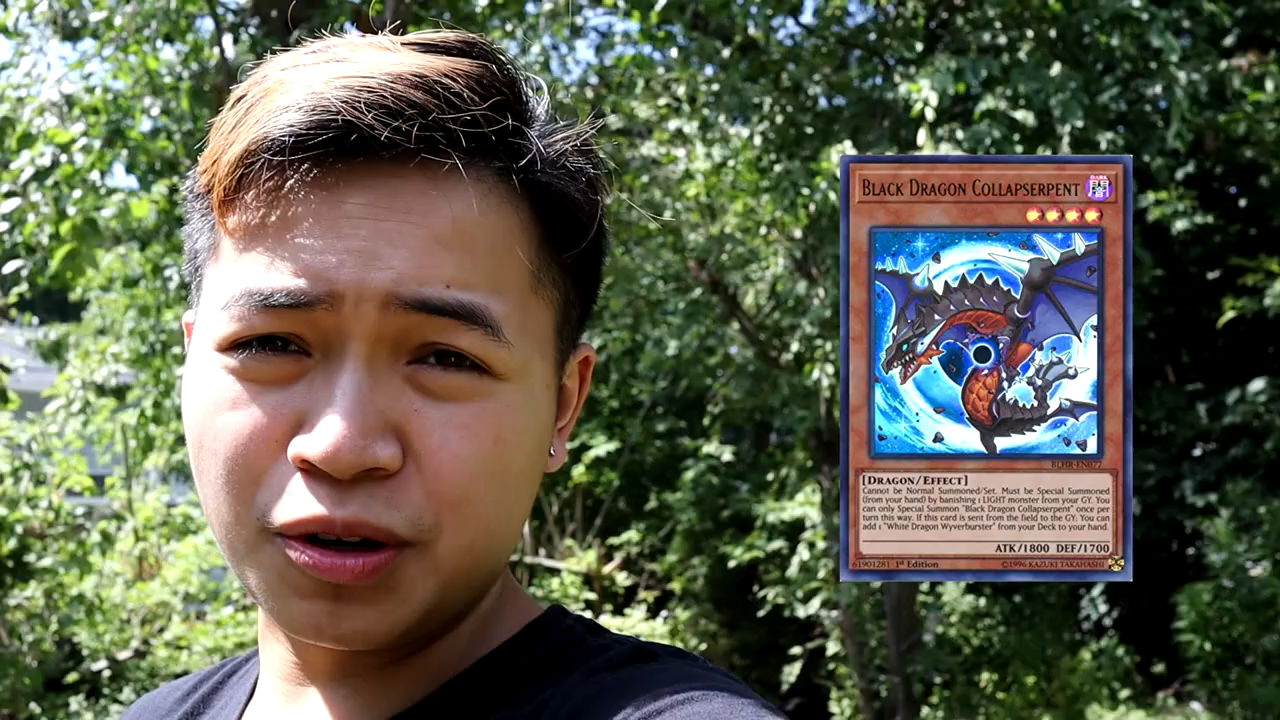 BLACK DRAGON COLLAPSERPENT
DARK
闇
BLHR-EN077
[DRAGON/EFFECT]
Cannot be Normal Summoned/Set. Must be Special Summoned
(from your hand) by banishing 1 LIGHT monster from your GY. You
can only Special Summon "Black Dragon Collapserpent" once per
turn this way. If this card is sent from the field to the GY: You can
add 1 "White Dragon Wyverburster" from your Deck to your hand.
ATK/1800 DEF/1700
61901281 1st Edition ©1996 KAZUKI TAKAHASHI